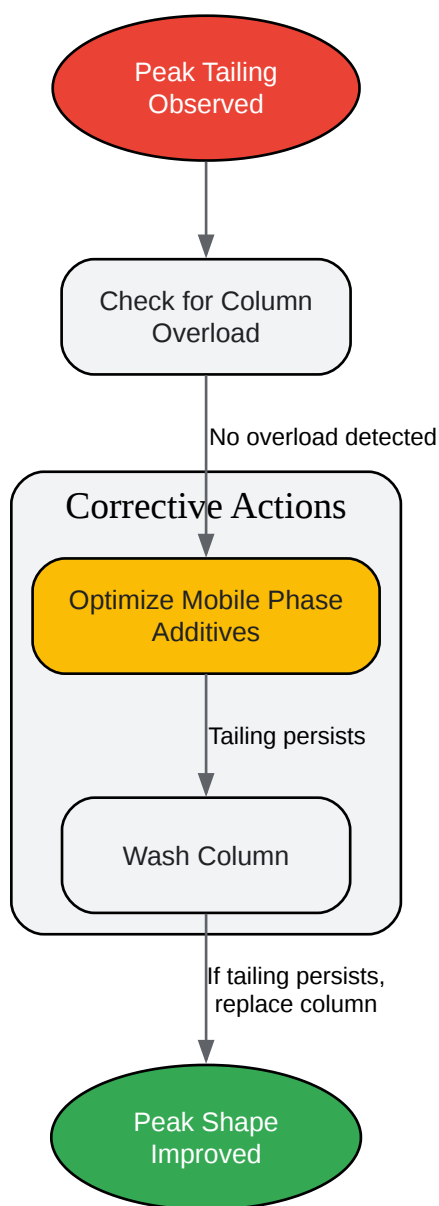 Peak Tailing
Observed
Check for Column
Overload
No overload detected
Corrective Actions
Optimize Mobile Phase
Additives
Tailing persists
Wash Column
If tailing persists,
replace column
Peak Shape
Improved